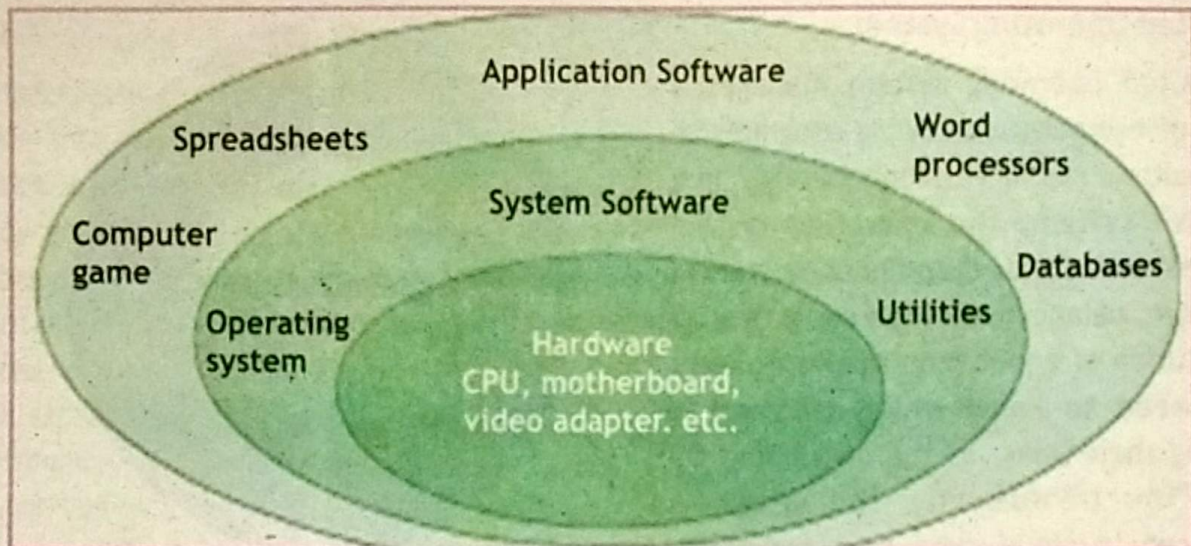 Application Software
Spreadsheets
Word
processors
System Software
Computer
game
Databases
Operating
system
Utilities
Hardware
CPU, motherboard,
video adapter. etc.